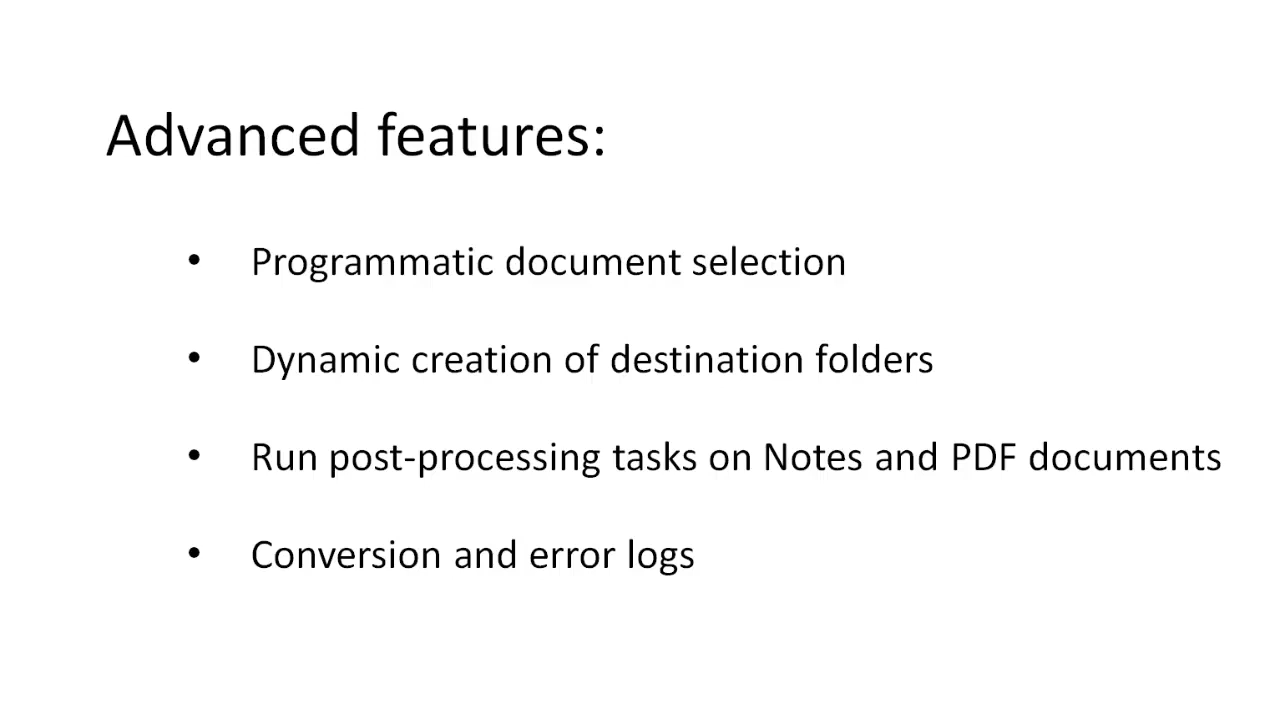 Advanced features:
• Programmatic document selection
• Dynamic creation of destination folders
• Run post-processing tasks on Notes and PDF documents
• Conversion and error logs